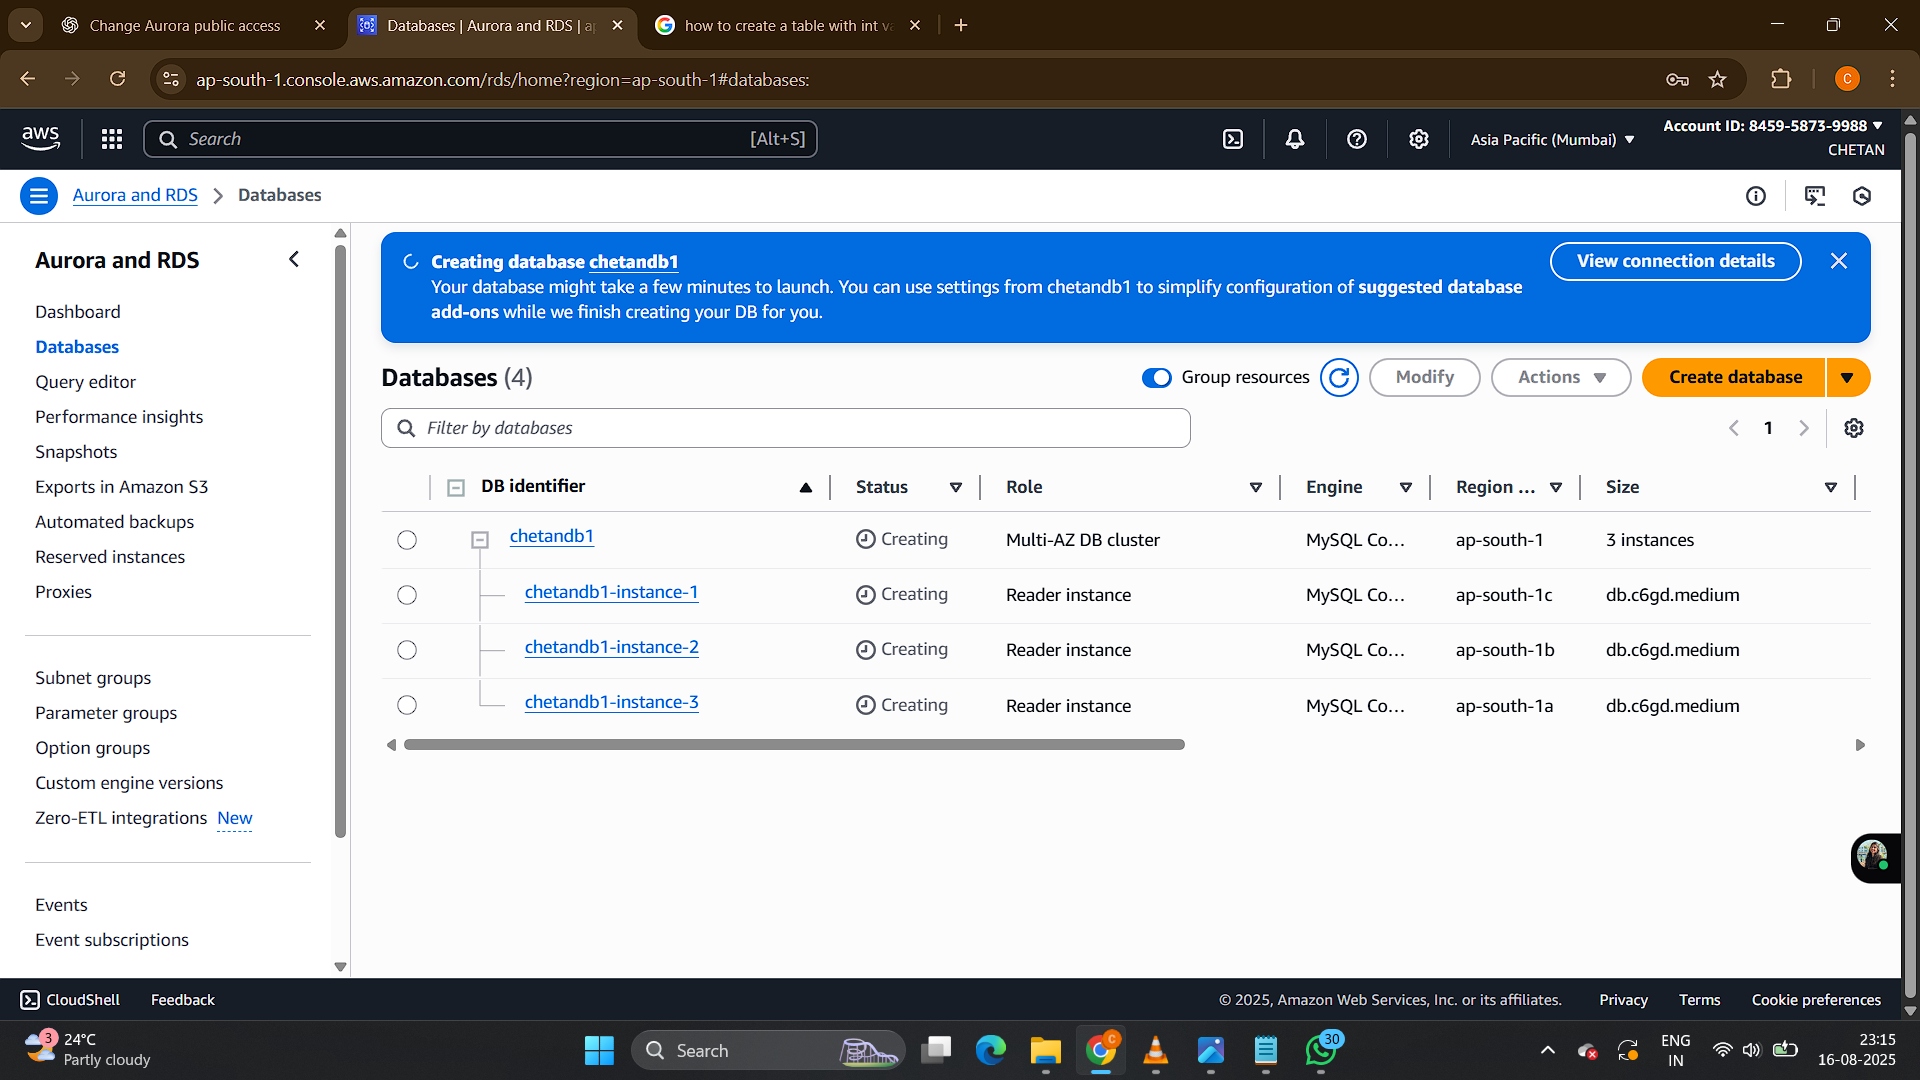 Change Aurora public access
Databases | Aurora and RDS | a
how to create a table with int v
ap-south-1.console.aws.amazon.com/rds/home?region=ap-south-1#databases:
C
aws
Search
[Alt+S]
Asia Pacific (Mumbai)
Account ID: 8459-5873-9988
CHETAN
Aurora and RDS
Databases
Aurora and RDS
Dashboard
Databases
Query editor
Performance insights
Snapshots
Exports in Amazon S3
Automated backups
Reserved instances
Proxies
Subnet groups
Parameter groups
Option groups
Custom engine versions
Zero-ETL integrations New
Events
Event subscriptions
Creating database chetandb1
Your database might take a few minutes to launch. You can use settings from chetandb1 to simplify configuration of suggested database
add-ons while we finish creating your DB for you.
View connection details
Databases (4)
Group resources
Modify
Actions
Create database
Filter by databases
1
DB identifier Status Role Engine Region ... Size
chetandb1 Creating Multi-AZ DB cluster MySQL Co... ap-south-1 3 instances
chetandb1-instance-1 Creating Reader instance MySQL Co... ap-south-1c db.c6gd.medium
chetandb1-instance-2 Creating Reader instance MySQL Co... ap-south-1b db.c6gd.medium
chetandb1-instance-3 Creating Reader instance MySQL Co... ap-south-1a db.c6gd.medium
CloudShell
Feedback
© 2025, Amazon Web Services, Inc. or its affiliates.
Privacy
Terms
Cookie preferences
3
24°C
Partly cloudy
Search
C
30
ENG
IN
23:15
16-08-2025